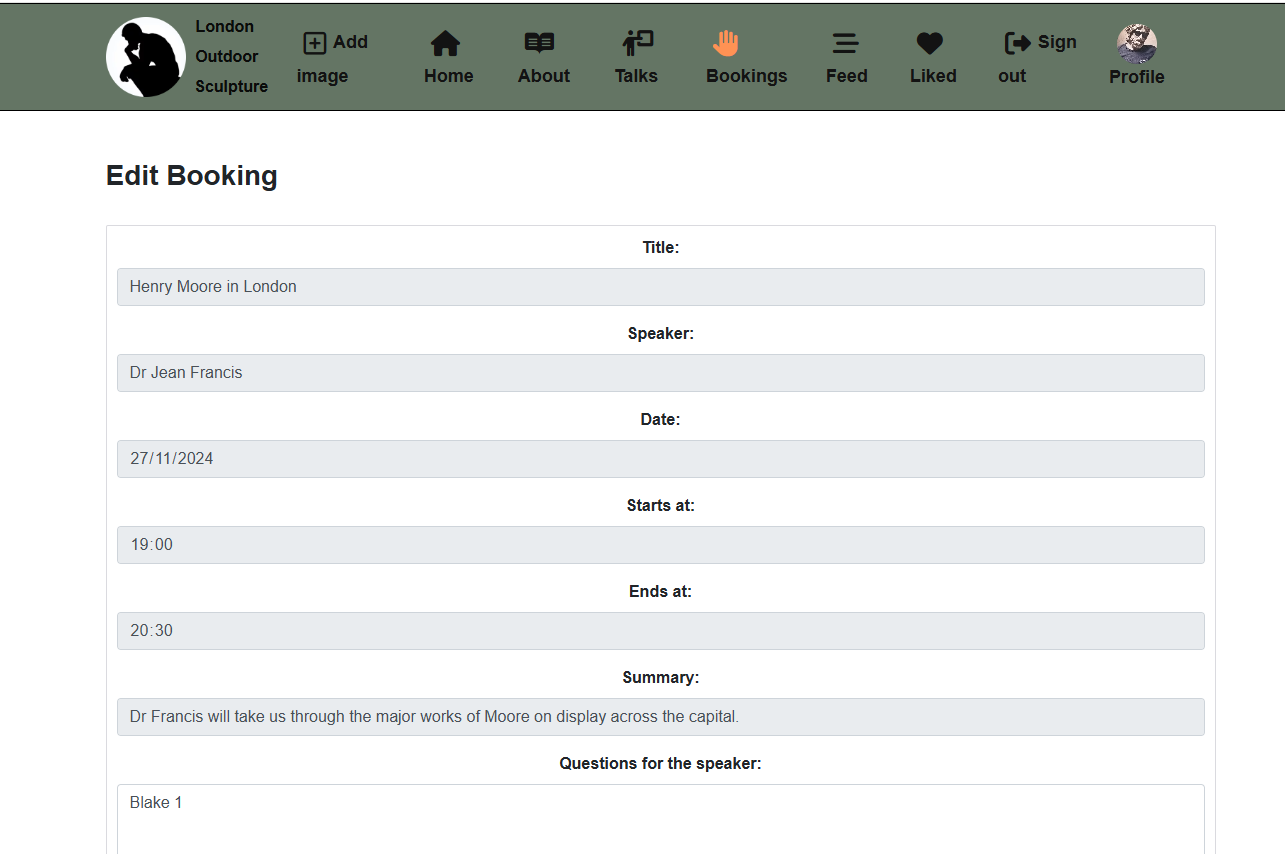 London
Outdoor
Sculpture
Add
image
Home
About
Talks
Bookings
Feed
Liked
Sign
out
Profile
Edit Booking
Title:
Henry Moore in London
Speaker:
Dr Jean Francis
Date:
27/11/2024
Starts at:
19:00
Ends at:
20:30
Summary:
Dr Francis will take us through the major works of Moore on display across the capital.
Questions for the speaker:
Blake 1